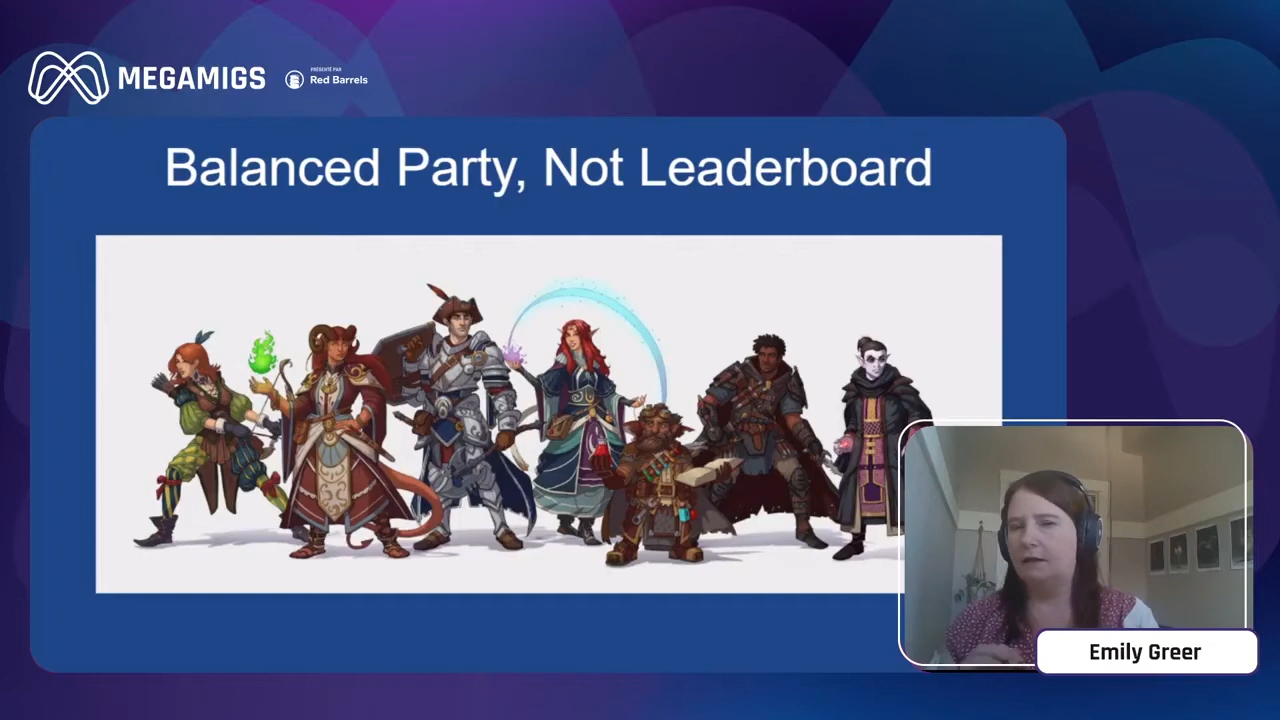 MEGAMIGS
PRÉSENTÉ PAR
Red Barrels
Balanced Party, Not Leaderboard
Emily Greer